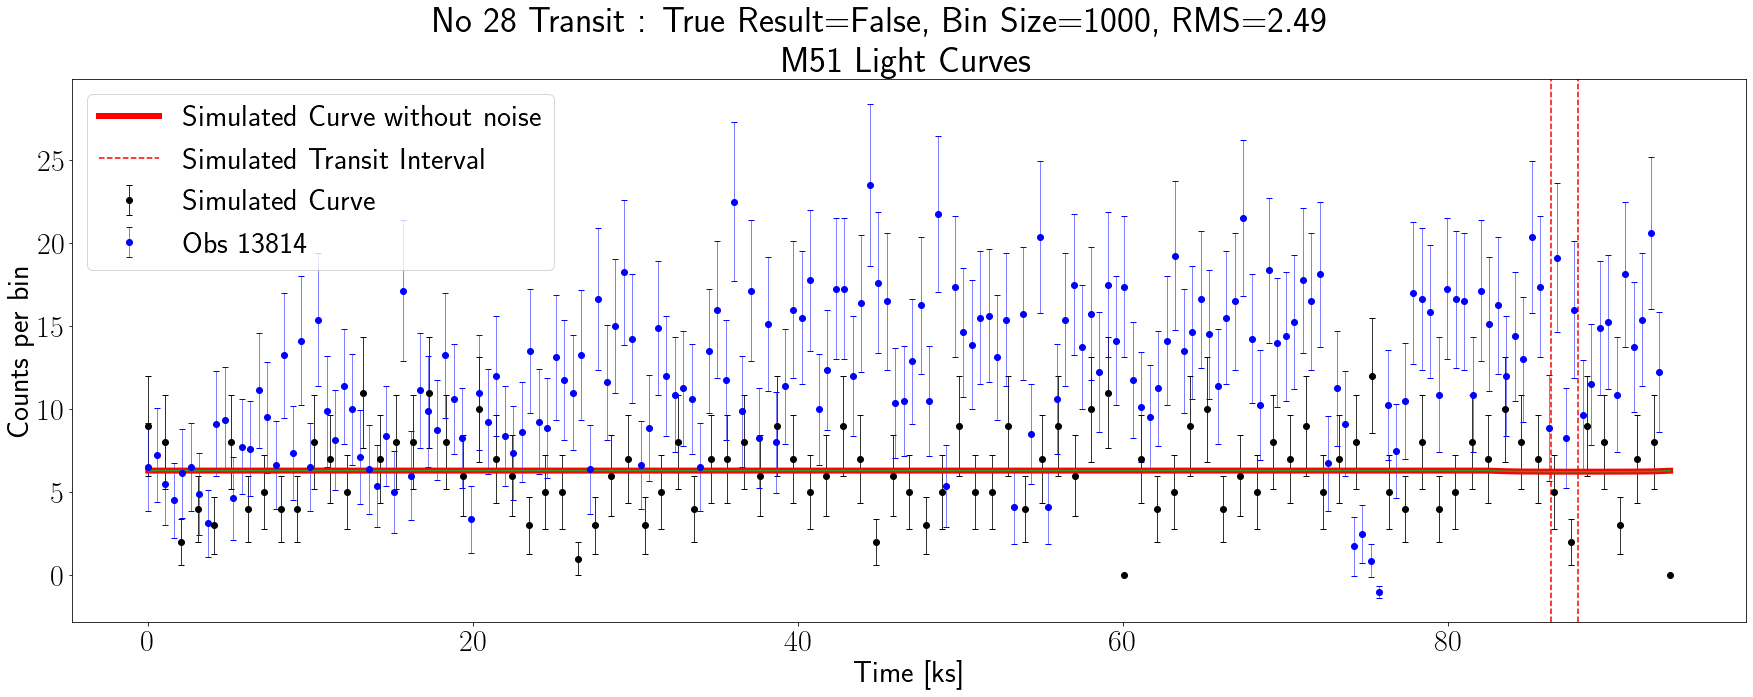 No 28 Transit : True Result=False, Bin Size=1000, RMS=2.49
M51 Light Curves
Simulated Curve without noise
Simulated Transit Interval
Simulated Curve
Obs 13814
Counts per bin
25
20
15
10
5
0
0 20 40 60 80
Time [ks]